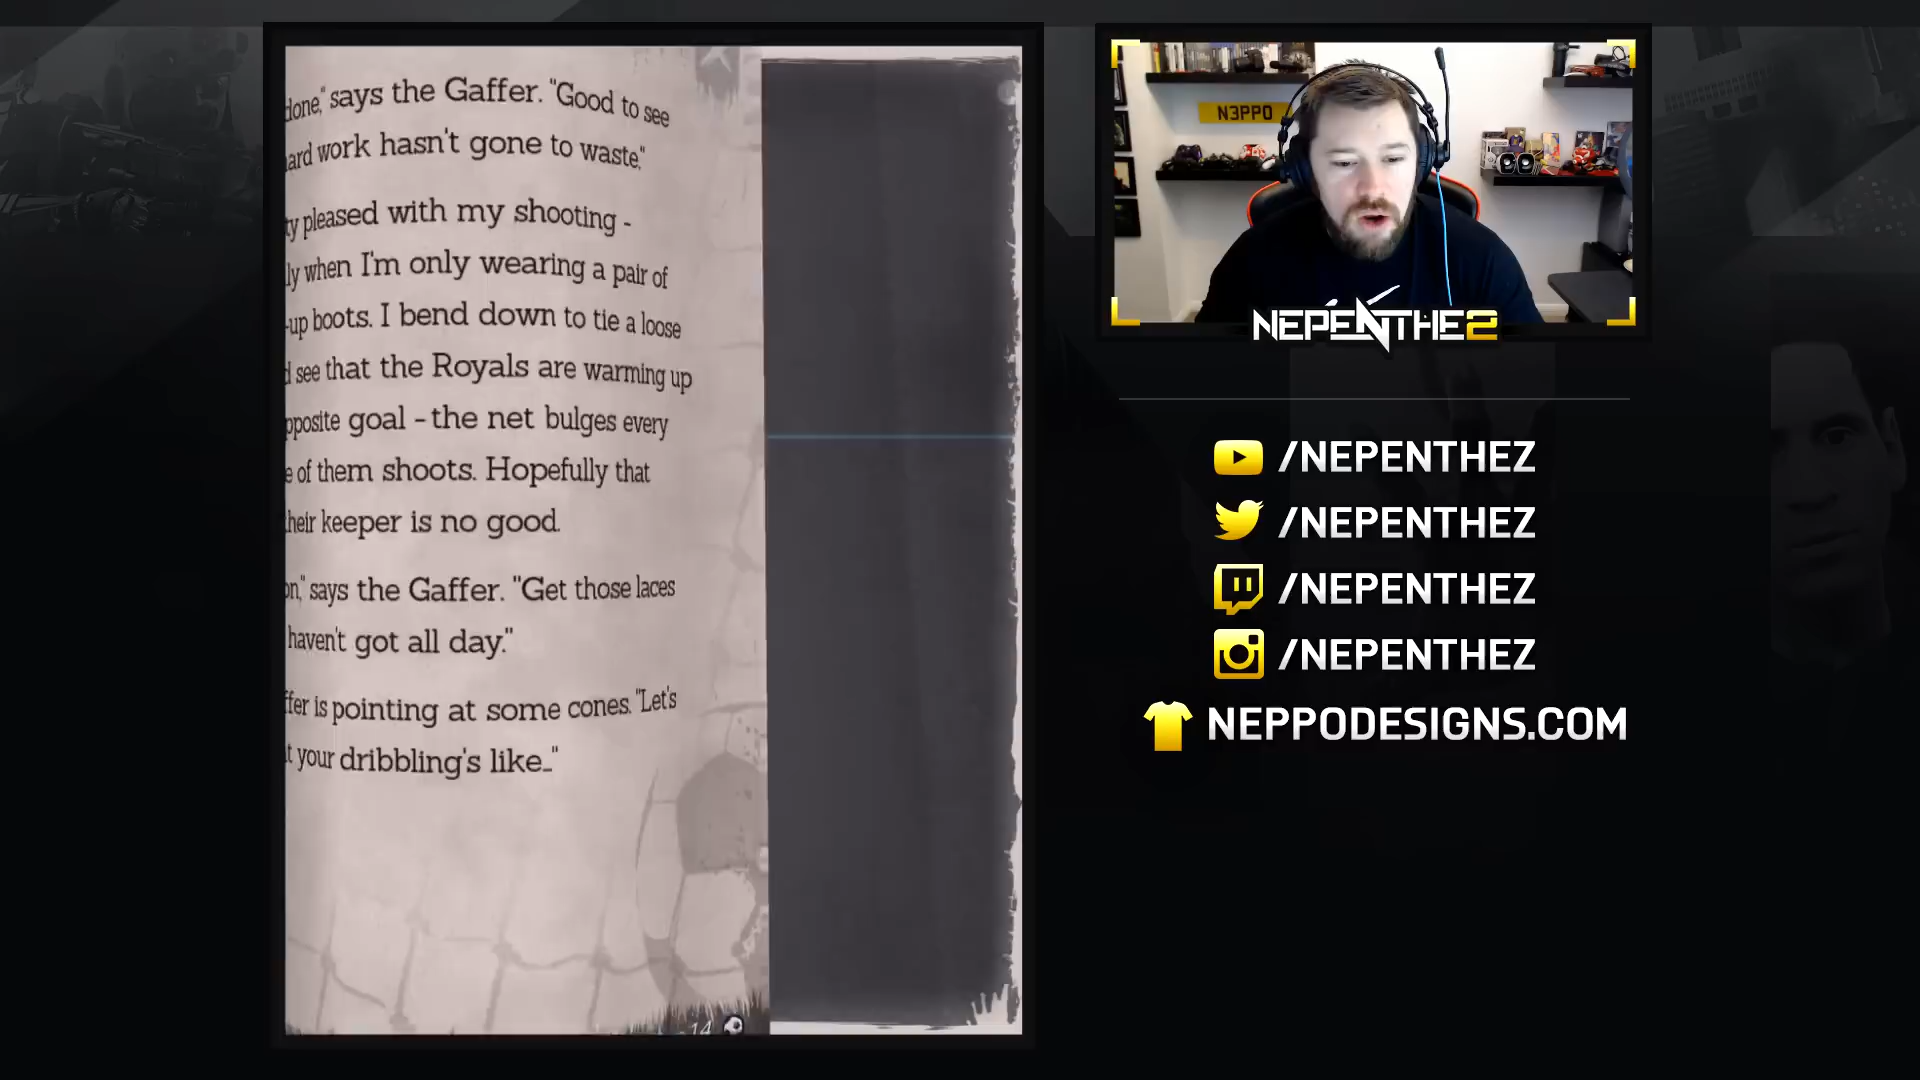 says the Gaffer. "Good to see
work hasn't gone to waste."
pleased with my shooting -
when I'm only wearing a pair of
-up boots. I bend down to tie a loose
see that the Royals are warming up
goal - the net bulges every
of them shoots. Hopefully that
keeper is no good.
says the Gaffer. "Get those laces
haven't got all day."
is pointing at some cones. "Let's
your dribbling's like..."
14
N3PPO
NEPENTHEZ
/NEPENTHEZ
/NEPENTHEZ
/NEPENTHEZ
/NEPENTHEZ
NEPPODESIGNS.COM